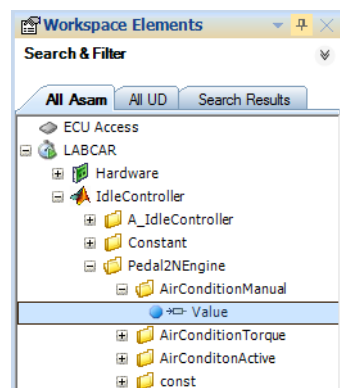 Workspace Elements
Search & Filter
All Asam All UD Search Results
ECU Access
LABCAR
Hardware
IdleController
A_IdleController
Constant
Pedal2NEngine
AirConditionManual
Value
AirConditionTorque
AirConditonActive
const